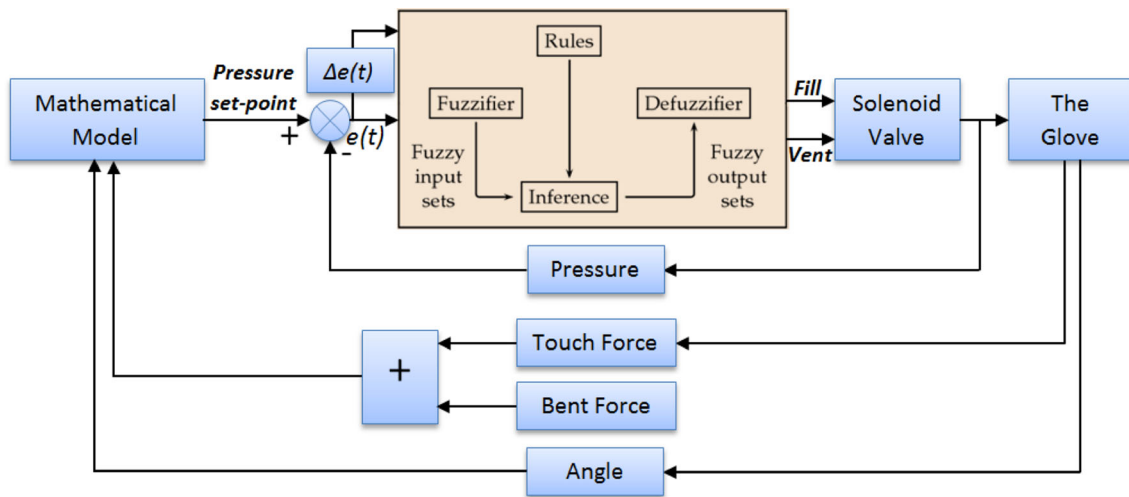 Mathematical
Model
Pressure
set-point
+
-
Δe(t)
e(t)
Rules
Fuzzifier
Defuzzifier
Fuzzy
input
sets
Inference
Fuzzy
output
sets
Fill
Vent
Solenoid
Valve
The
Glove
Pressure
+
Touch Force
Bent Force
Angle